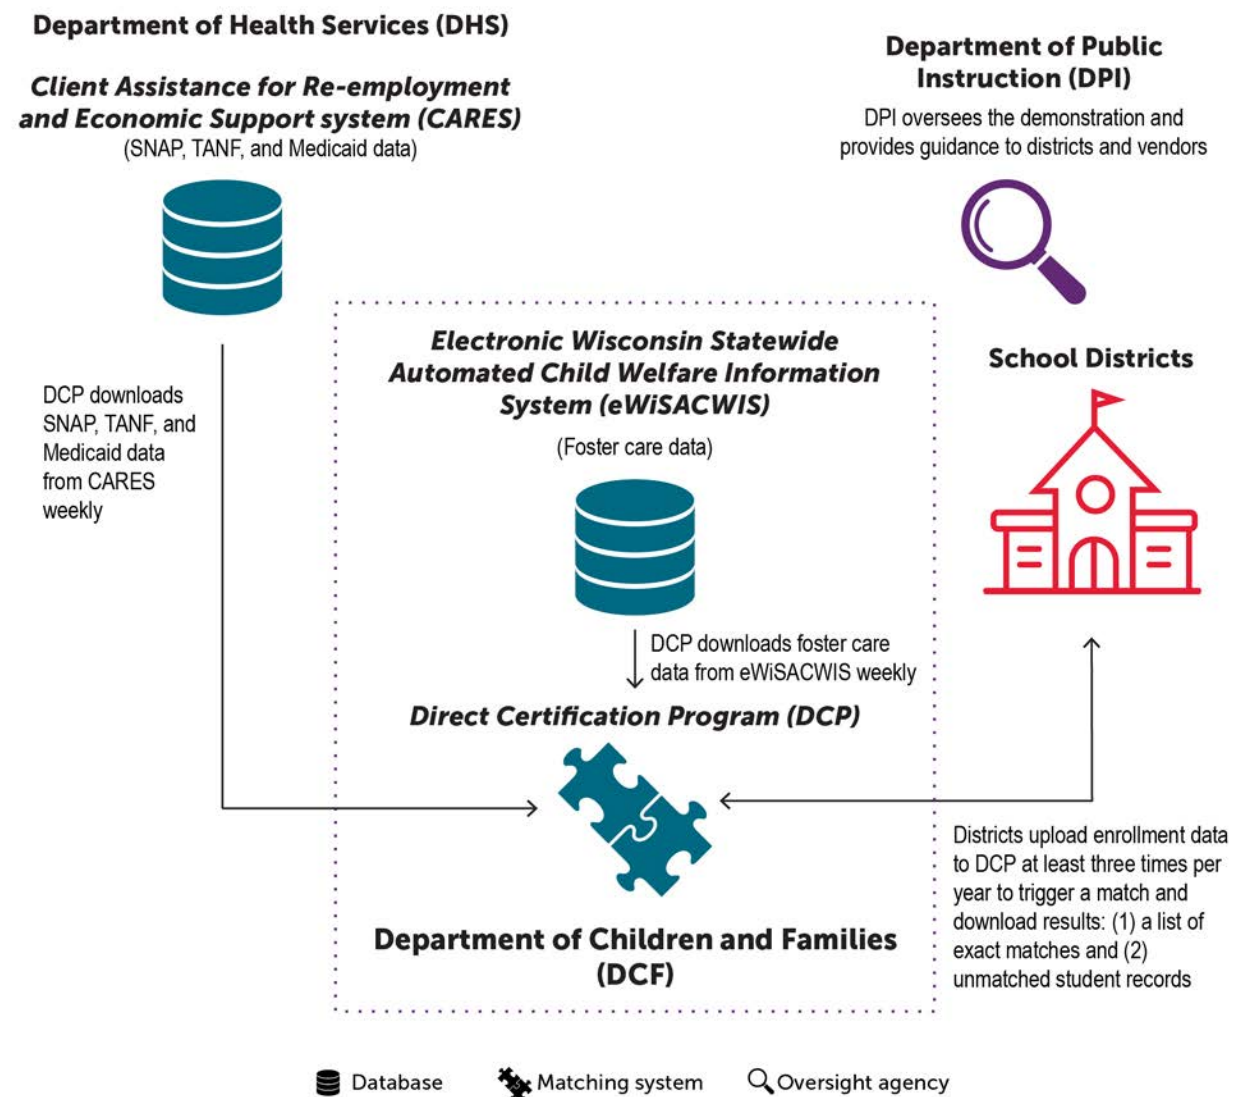 Department of Health Services (DHS)
Client Assistance for Re-employment
and Economic Support system (CARES)
(SNAP, TANF, and Medicaid data)
Department of Public
Instruction (DPI)
DPI oversees the demonstration and
provides guidance to districts and vendors
DCP downloads
SNAP, TANF, and
Medicaid data
from CARES
weekly
Electronic Wisconsin Statewide
Automated Child Welfare Information
System (eWiSACWIS)
(Foster care data)
School Districts
DCP downloads foster care
data from eWiSACWIS weekly
Direct Certification Program (DCP)
Districts upload enrollment data
to DCP at least three times per
year to trigger a match and
download results: (1) a list of
exact matches and (2)
unmatched student records
Department of Children and Families
(DCF)
Database
Matching system
Oversight agency